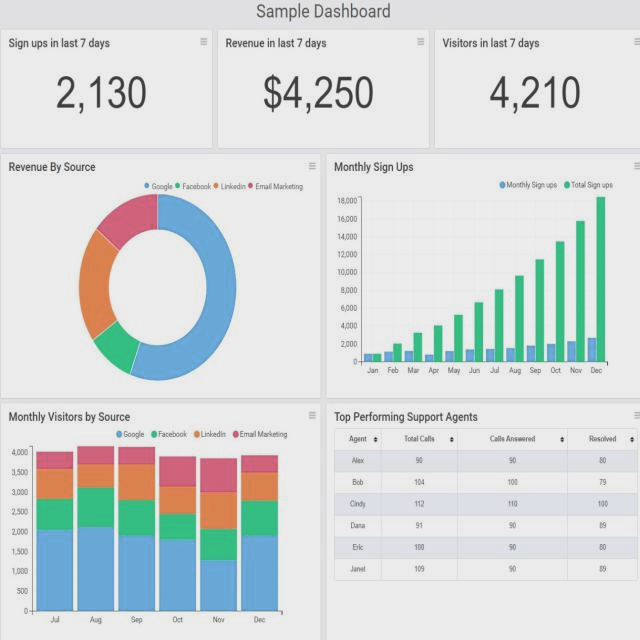 Sample Dashboard
Sign ups in last 7 days
2,130
Revenue in last 7 days
$4,250
Visitors in last 7 days
4,210
Revenue By Source
Google Facebook Linkedin Email Marketing
Monthly Sign Ups
Monthly Sign ups Total Sign ups
18,000
16,000
14,000
12,000
10,000
8,000
6,000
4,000
2,000
0
Jan Feb Mar Apr May Jun Jul Aug Sep Oct Nov Dec
Monthly Visitors by Source
Google Facebook LinkedIn Email Marketing
4,000
3,500
3,000
2,500
2,000
1,500
1,000
500
0
Jul Aug Sep Oct Nov Dec
Top Performing Support Agents
Agent Total Calls Calls Answered Resolved
Alex 90 90 80
Bob 104 100 79
Cindy 112 110 100
Dana 91 90 89
Eric 100 90 80
Janet 109 90 89